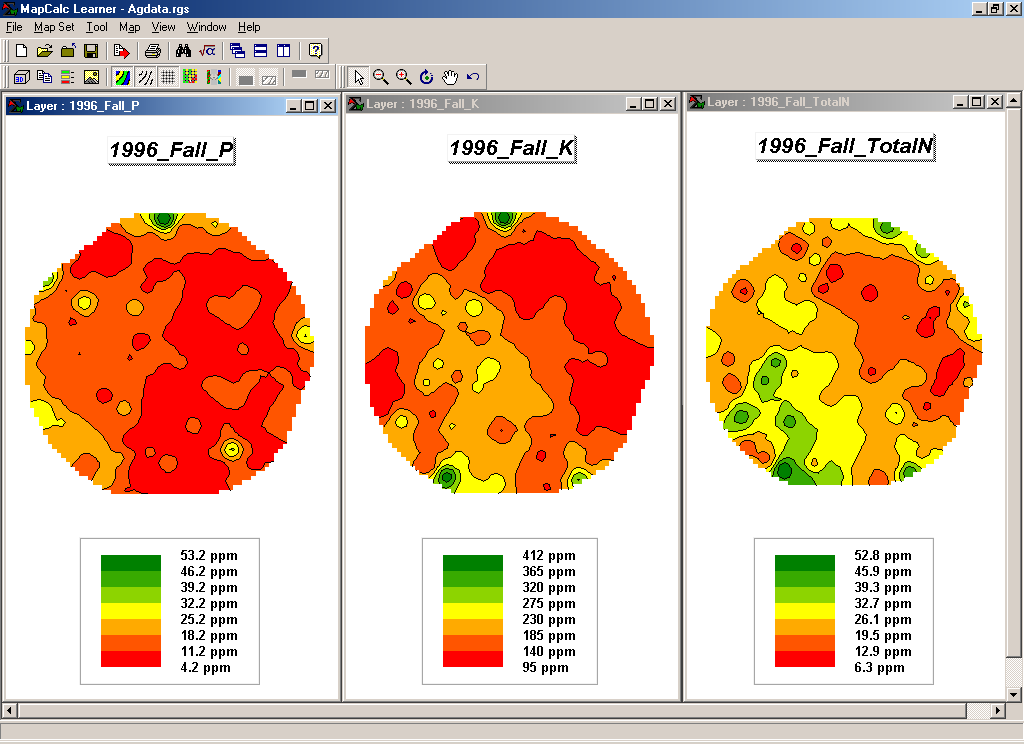 MapCalc Learner - Agdata.rgs
File Map Set Tool Map View Window Help
Layer : 1996_Fall_P
1996_Fall_P
53.2 ppm
46.2 ppm
39.2 ppm
32.2 ppm
25.2 ppm
18.2 ppm
11.2 ppm
4.2 ppm
Layer : 1996_Fall_K
1996_Fall_K
412 ppm
365 ppm
320 ppm
275 ppm
230 ppm
185 ppm
140 ppm
95 ppm
Layer : 1996_Fall_TotalN
1996_Fall_TotalN
52.8 ppm
45.9 ppm
39.3 ppm
32.7 ppm
26.1 ppm
19.5 ppm
12.9 ppm
6.3 ppm